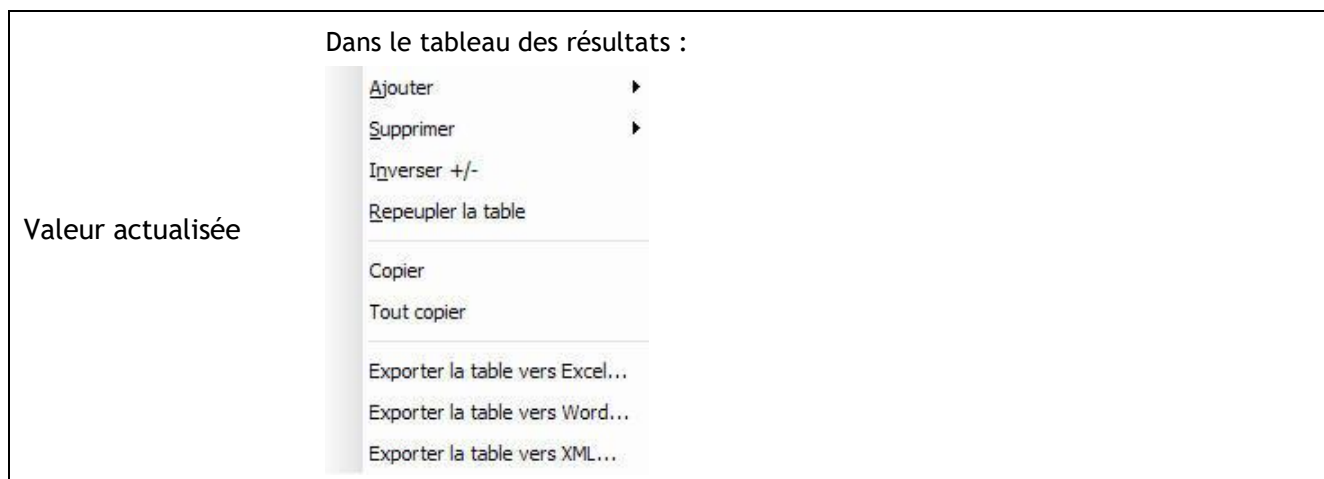 Dans le tableau des résultats :
Ajouter
Supprimer
Inverser +/-
Repeupler la table
Valeur actualisée
Copier
Tout copier
Exporter la table vers Excel...
Exporter la table vers Word...
Exporter la table vers XML...